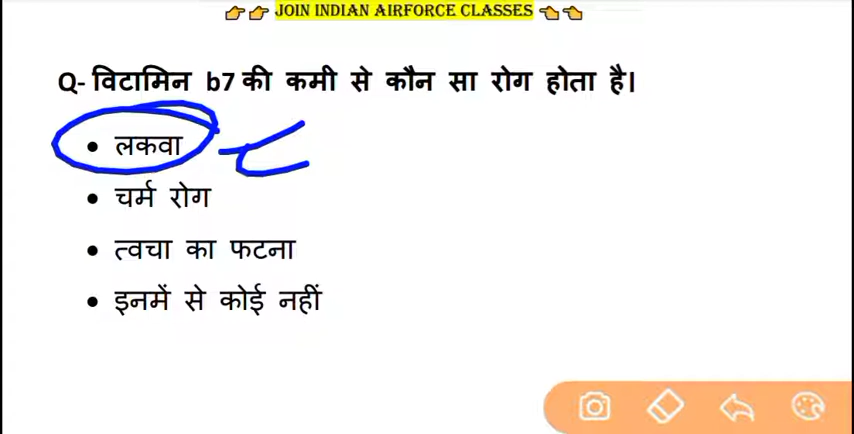 👉 👉 JOIN INDIAN AIRFORCE CLASSES 👈 👈
Q- विटामिन b7 की कमी से कौन सा रोग होता है।
• लकवा
• चर्म रोग
• त्वचा का फटना
• इनमें से कोई नहीं